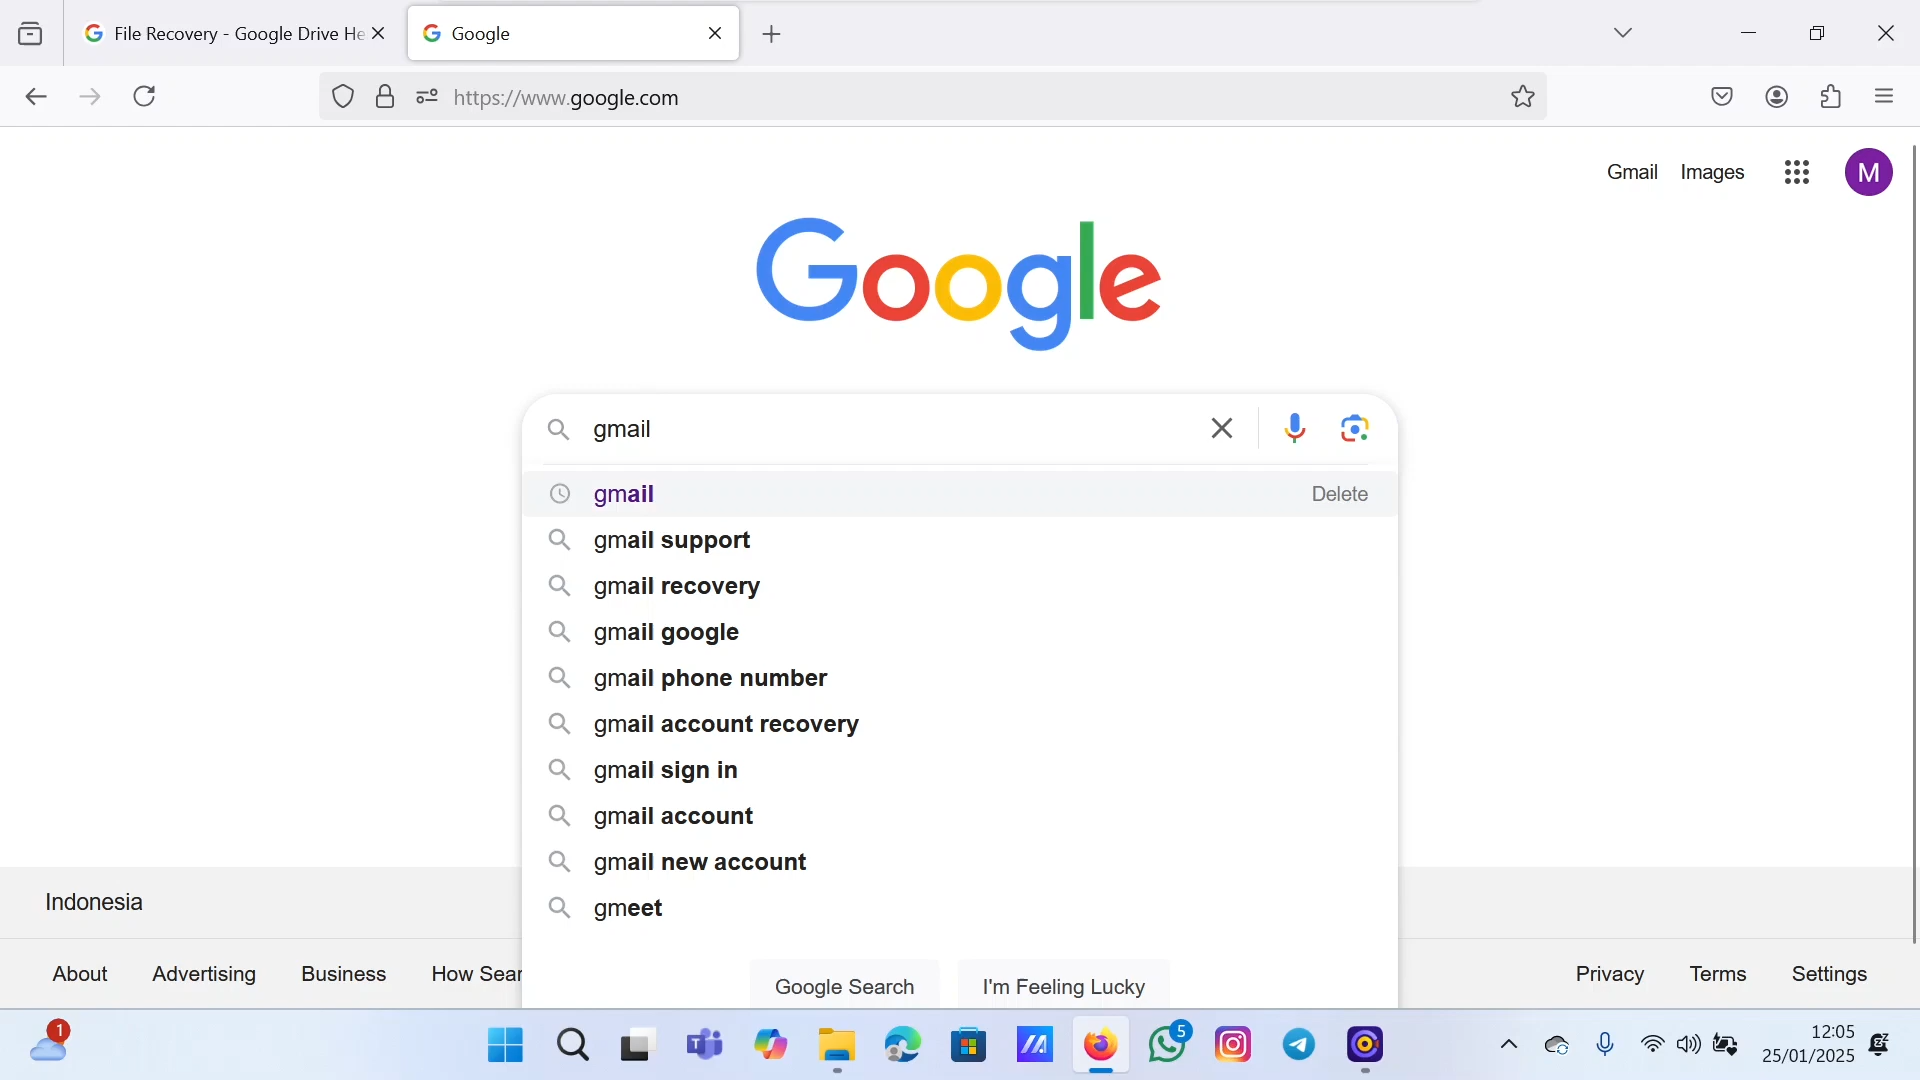 File Recovery - Google Drive He
Google
https://www.google.com
Gmail Images M
Google
gmail
gmail Delete
gmail support
gmail recovery
gmail google
gmail phone number
gmail account recovery
gmail sign in
gmail account
gmail new account
gmeet
Google Search I'm Feeling Lucky
Indonesia
About Advertising Business How Sear Privacy Terms Settings
1
T
5
12:05
25/01/2025